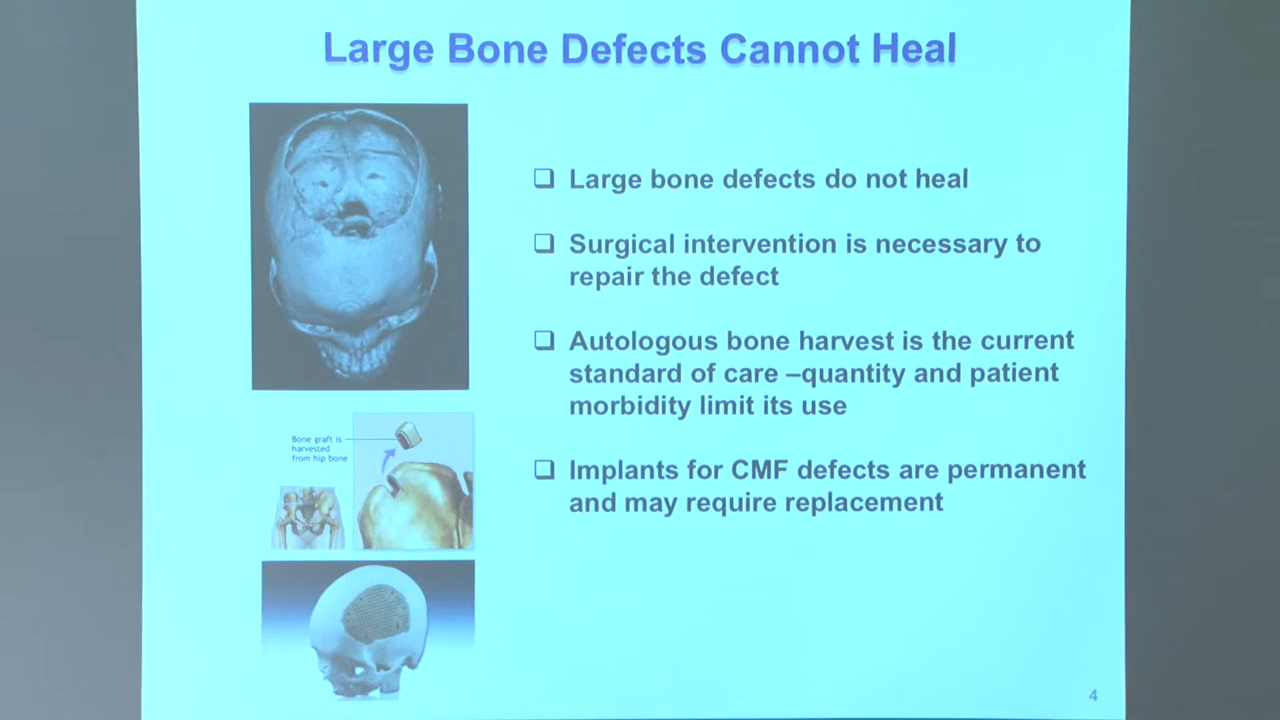 Large Bone Defects Cannot Heal
❑ Large bone defects do not heal
❑ Surgical intervention is necessary to
repair the defect
❑ Autologous bone harvest is the current
standard of care –quantity and patient
morbidity limit its use
❑ Implants for CMF defects are permanent
and may require replacement
Bone graft is
harvested
from hip bone
4